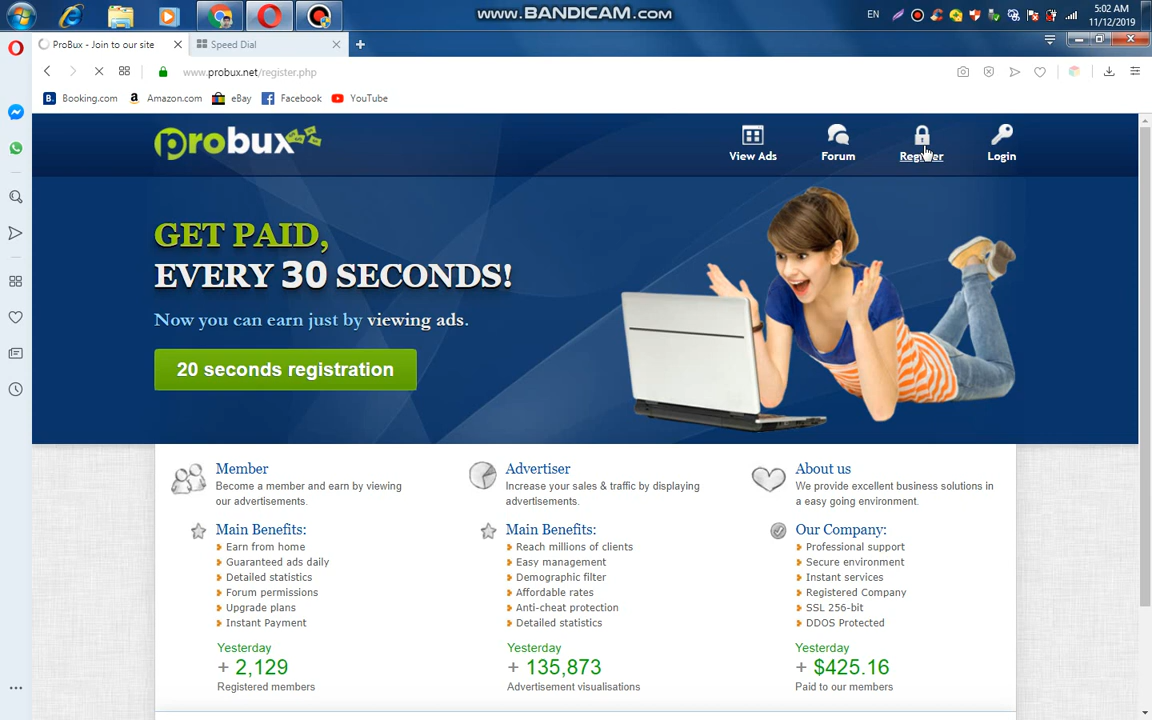 www.BANDICAM.com
EN
5:02 AM
11/12/2019
ProBux - Join to our site
Speed Dial
www.probux.net/register.php
B. Booking.com
a Amazon.com
eBay
Facebook
YouTube
probux
View Ads
Forum
Register
Login
GET PAID,
EVERY 30 SECONDS!
Now you can earn just by viewing ads.
20 seconds registration
Member
Become a member and earn by viewing
our advertisements.
Main Benefits:
Earn from home
Guaranteed ads daily
Detailed statistics
Forum permissions
Upgrade plans
Instant Payment
Yesterday
+ 2,129
Registered members
Advertiser
Increase your sales & traffic by displaying
advertisements.
Main Benefits:
Reach millions of clients
Easy management
Demographic filter
Affordable rates
Anti-cheat protection
Detailed statistics
Yesterday
+ 135,873
Advertisement visualisations
About us
We provide excellent business solutions in
a easy going environment.
Our Company:
Professional support
Secure environment
Instant services
Registered Company
SSL 256-bit
DDOS Protected
Yesterday
+ $425.16
Paid to our members